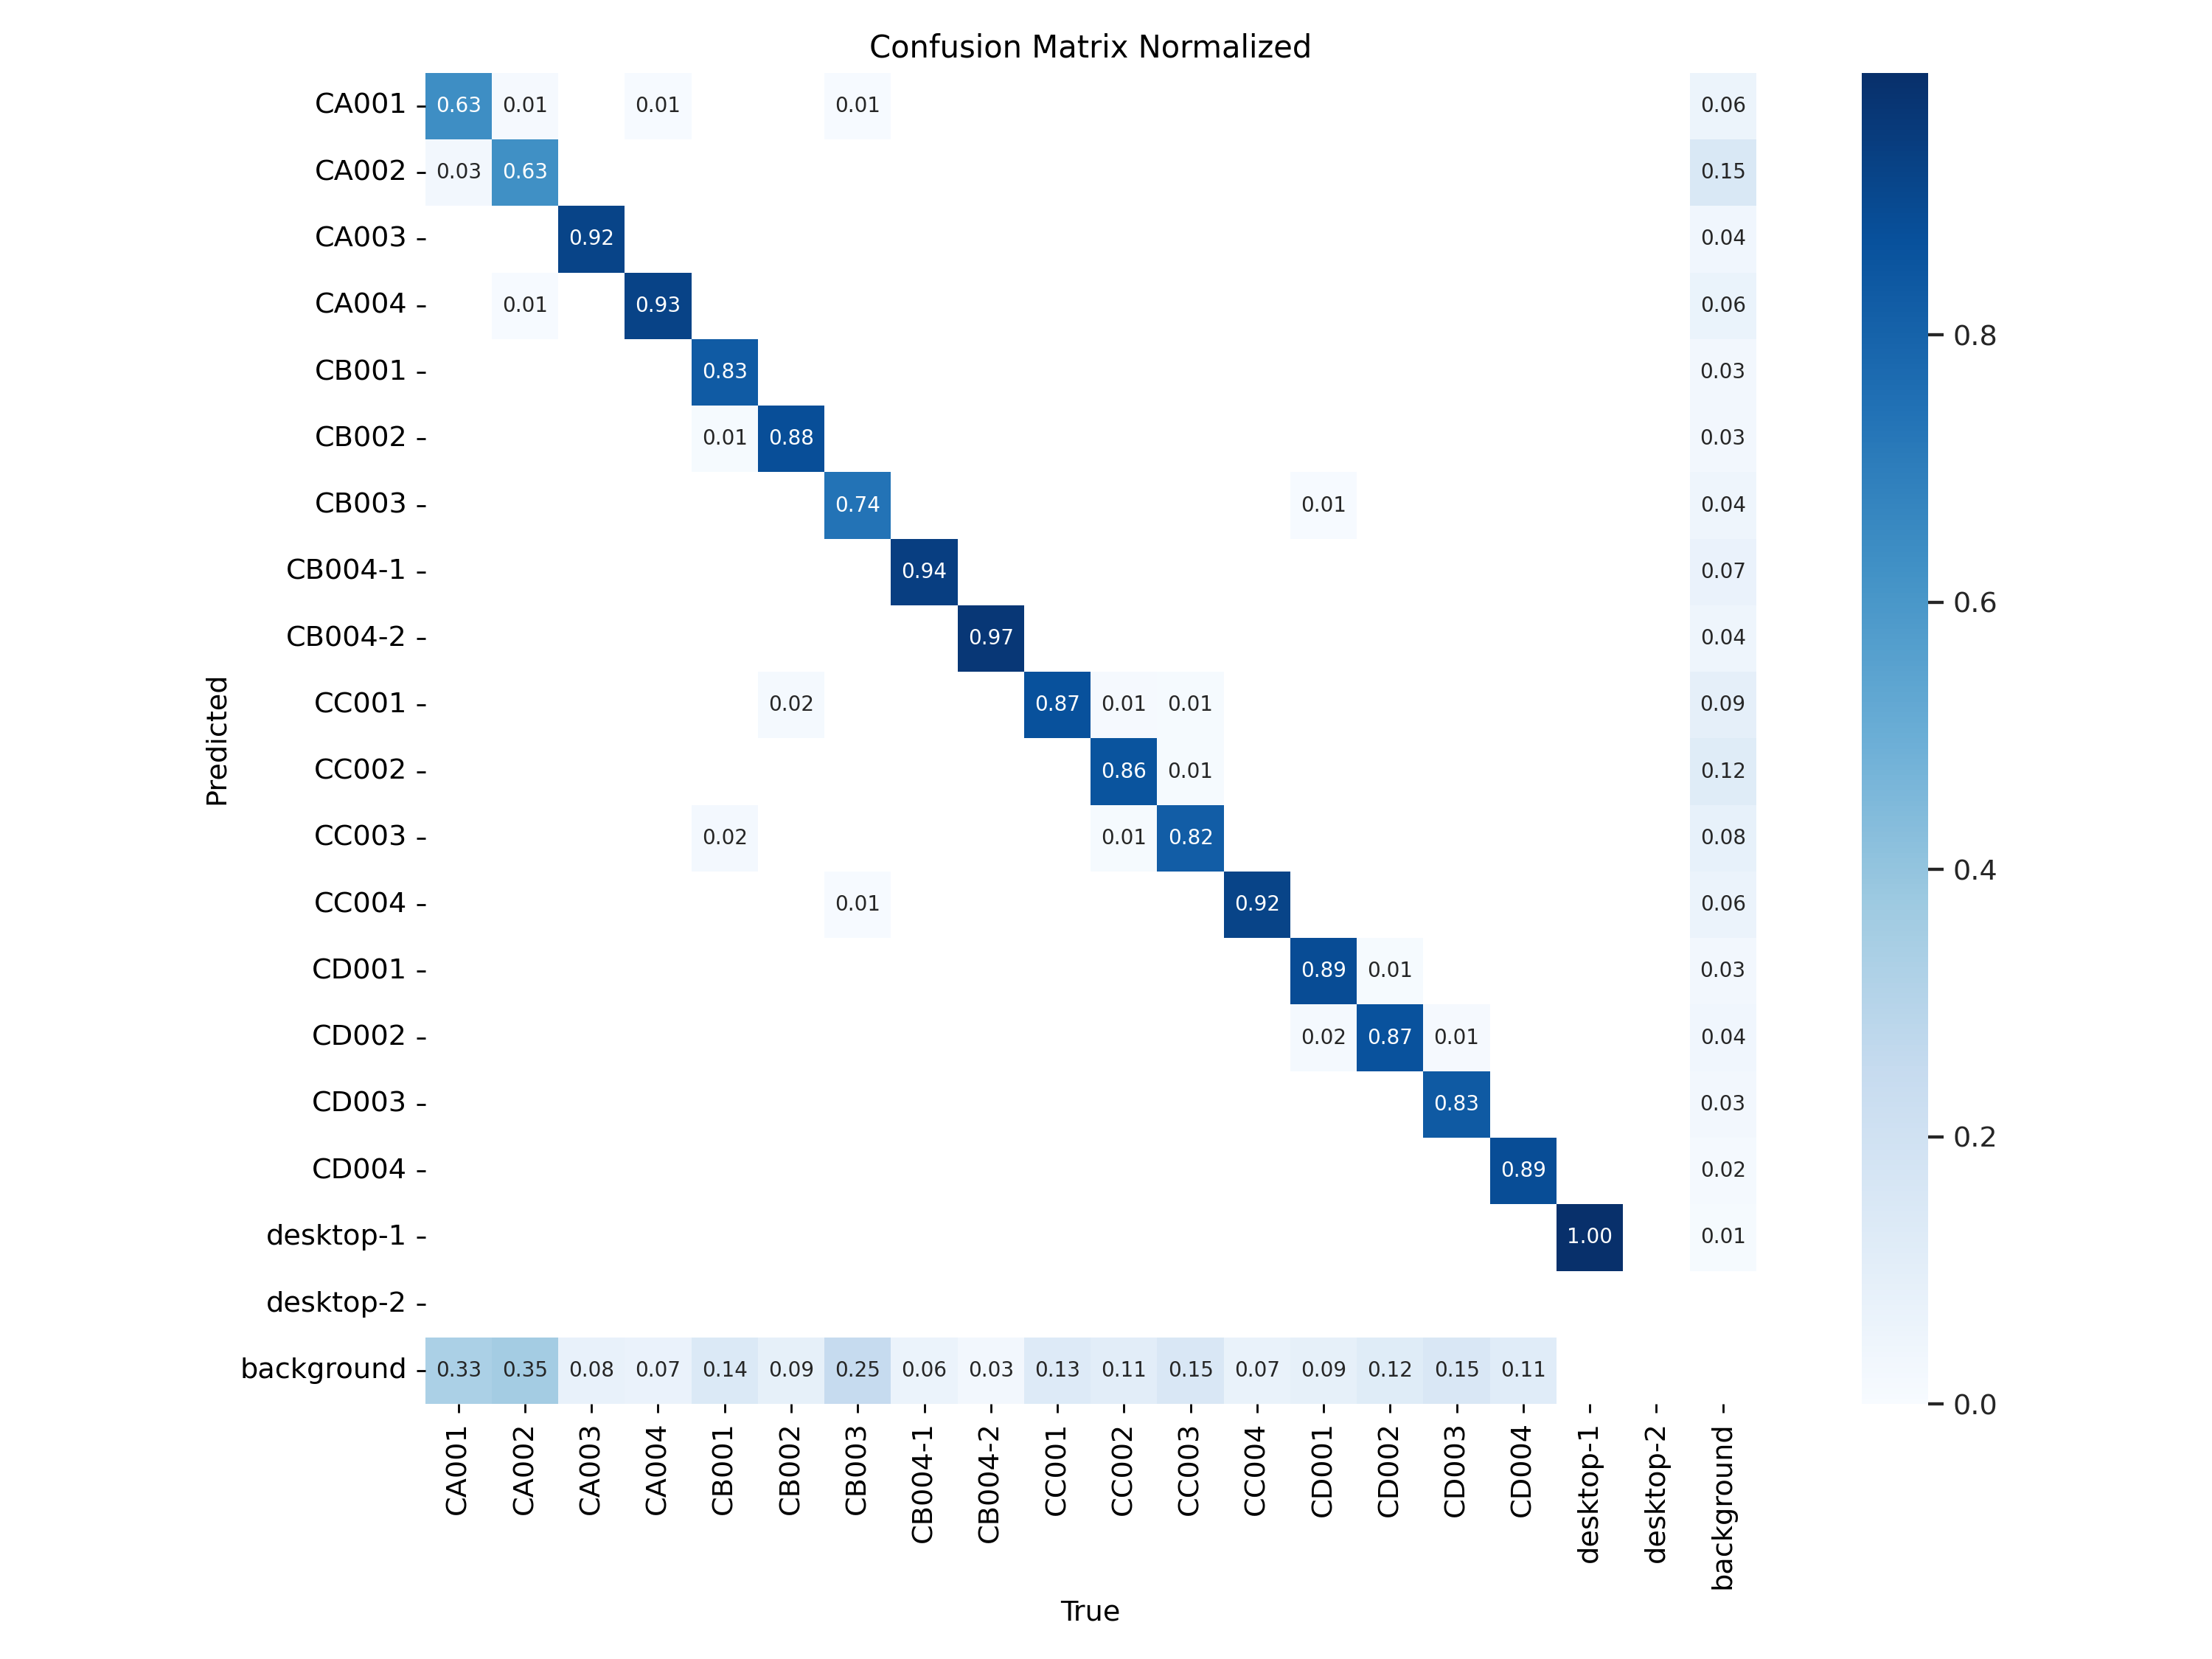 Confusion Matrix Normalized
CA001 0.63 0.01 0.01 0.01 0.06
CA002 0.03 0.63 0.15
CA003 0.92 0.04
CA004 0.01 0.93 0.06
CB001 0.83 0.03
CB002 0.01 0.88 0.03
CB003 0.74 0.01 0.04
CB004-1 0.94 0.07
CB004-2 0.97 0.04
CC001 0.02 0.87 0.01 0.01 0.09
CC002 0.86 0.01 0.12
CC003 0.02 0.01 0.82 0.08
CC004 0.01 0.92 0.06
CD001 0.89 0.01 0.03
CD002 0.02 0.87 0.01 0.04
CD003 0.83 0.03
CD004 0.89 0.02
desktop-1 1.00 0.01
desktop-2
background 0.33 0.35 0.08 0.07 0.14 0.09 0.25 0.06 0.03 0.13 0.11 0.15 0.07 0.09 0.12 0.15 0.11
Predicted
CA001 CA002 CA003 CA004 CB001 CB002 CB003 CB004-1 CB004-2 CC001 CC002 CC003 CC004 CD001 CD002 CD003 CD004 desktop-1 desktop-2 background
True
0.8
0.6
0.4
0.2
0.0